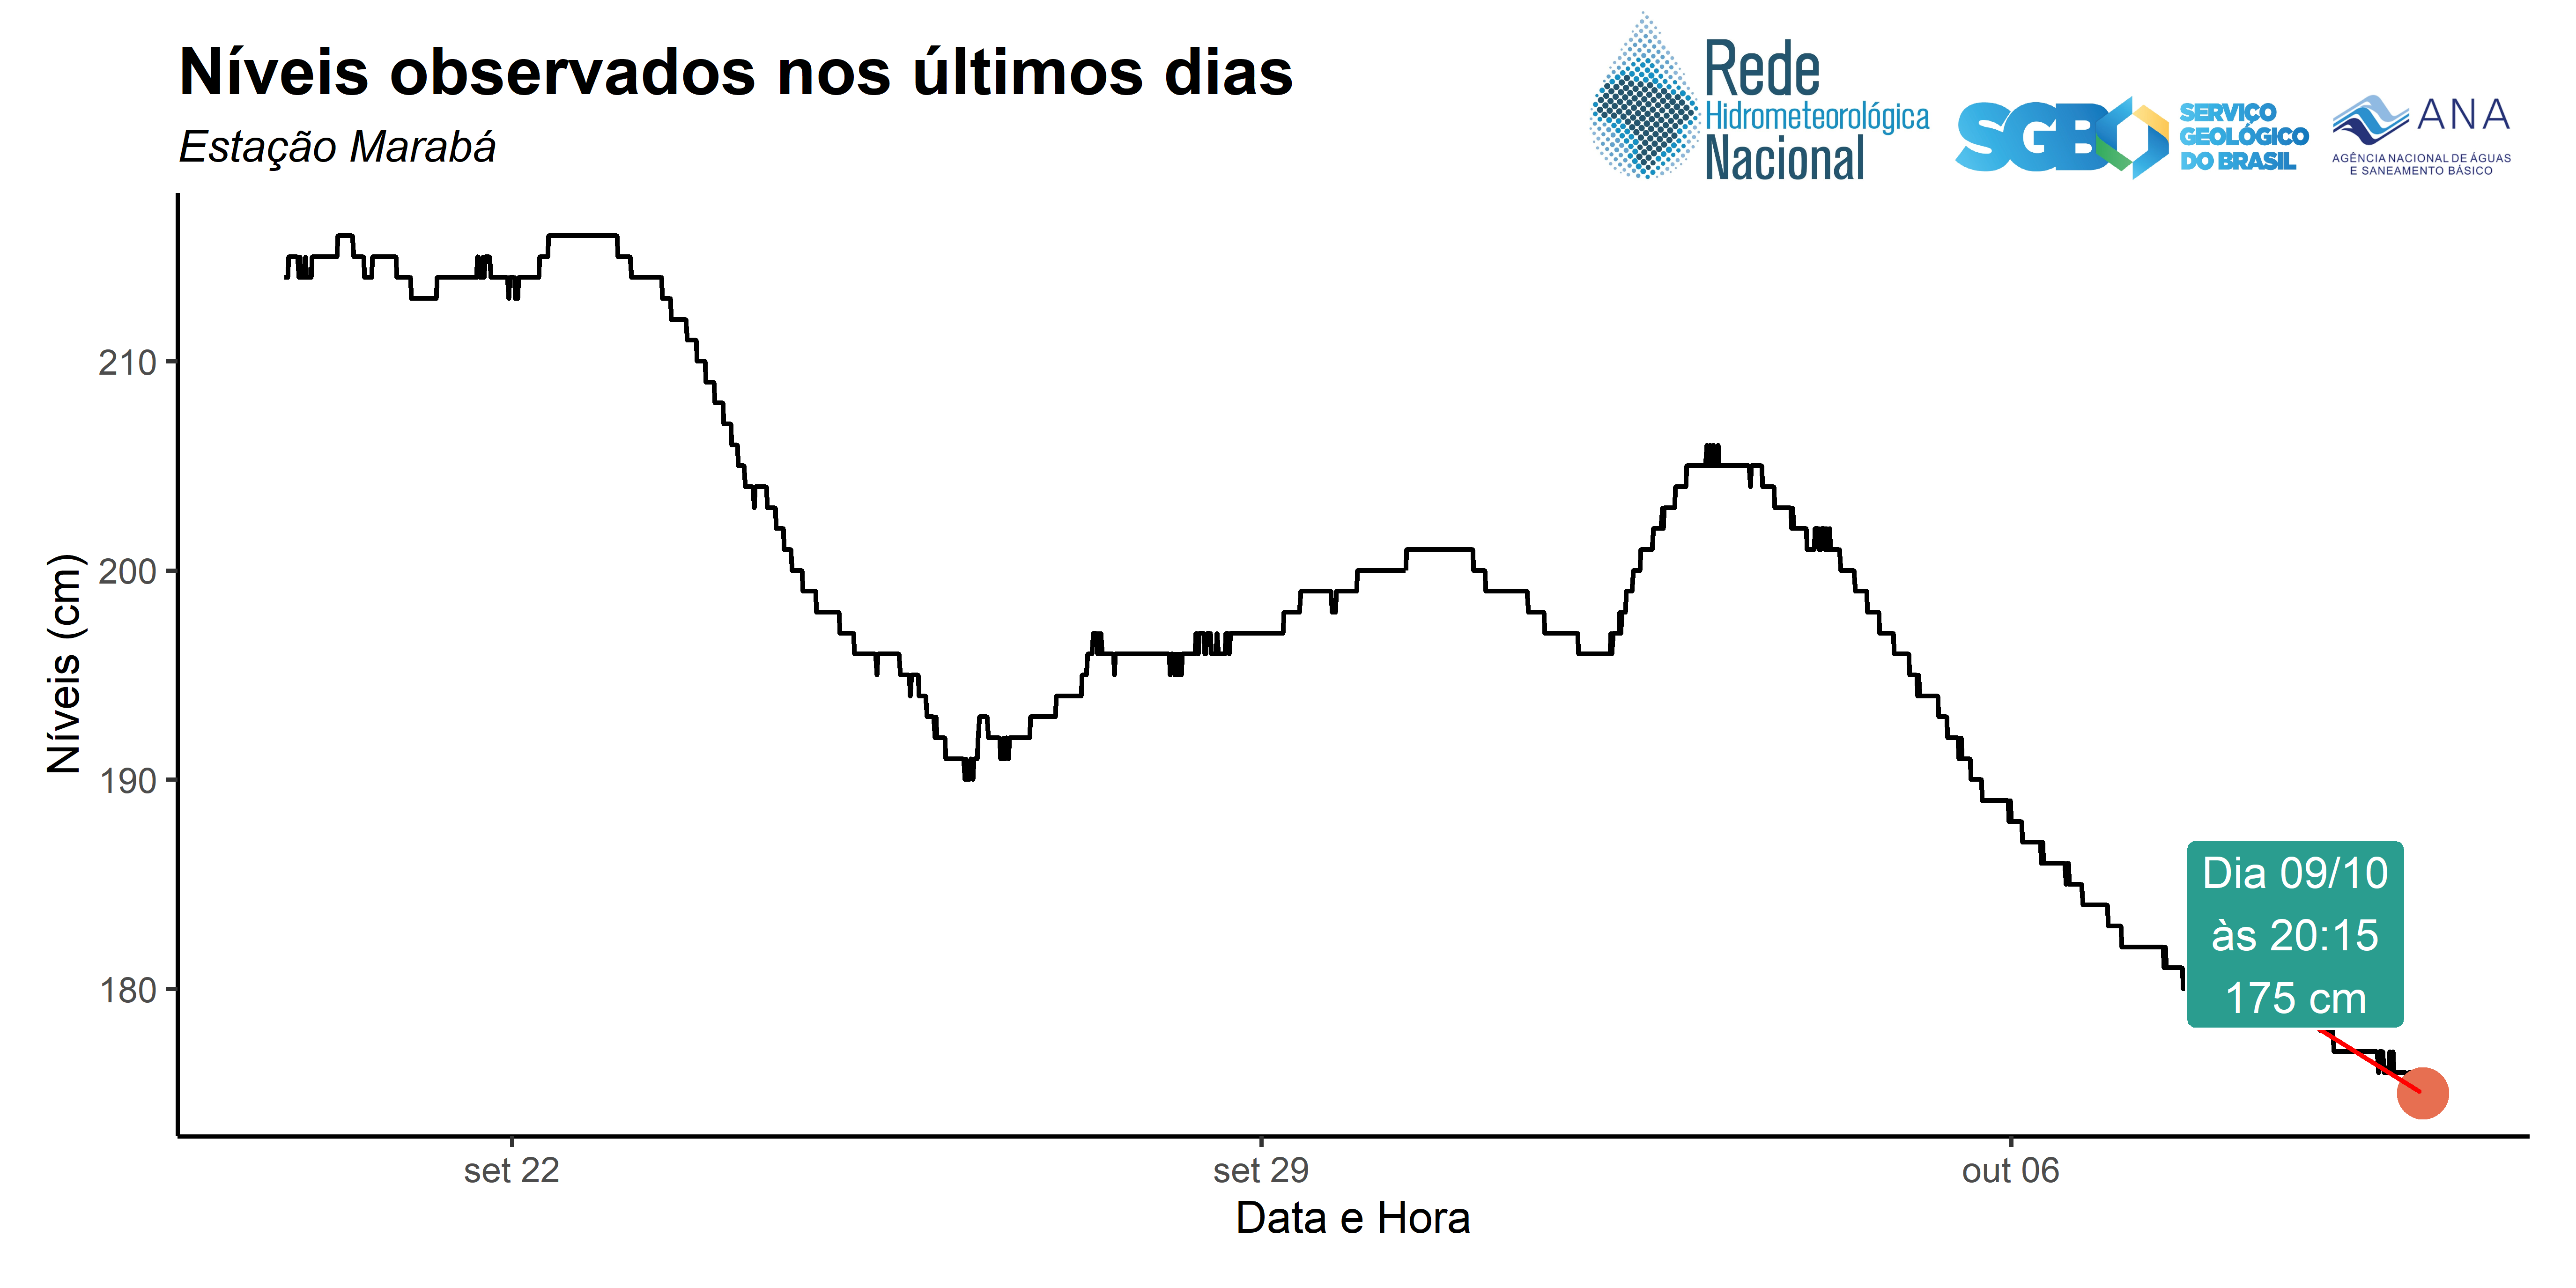 Níveis observados nos últimos dias
Estação Marabá
Rede
Hidrometeorológica
Nacional
SGB
SERVIÇO
GEOLÓGICO
DO BRASIL
ANA
AGÊNCIA NACIONAL DE ÁGUAS
E SANEAMENTO BÁSICO
Níveis (cm)
210
200
190
180
Dia 09/10
às 20:15
175 cm
set 22
set 29
out 06
Data e Hora